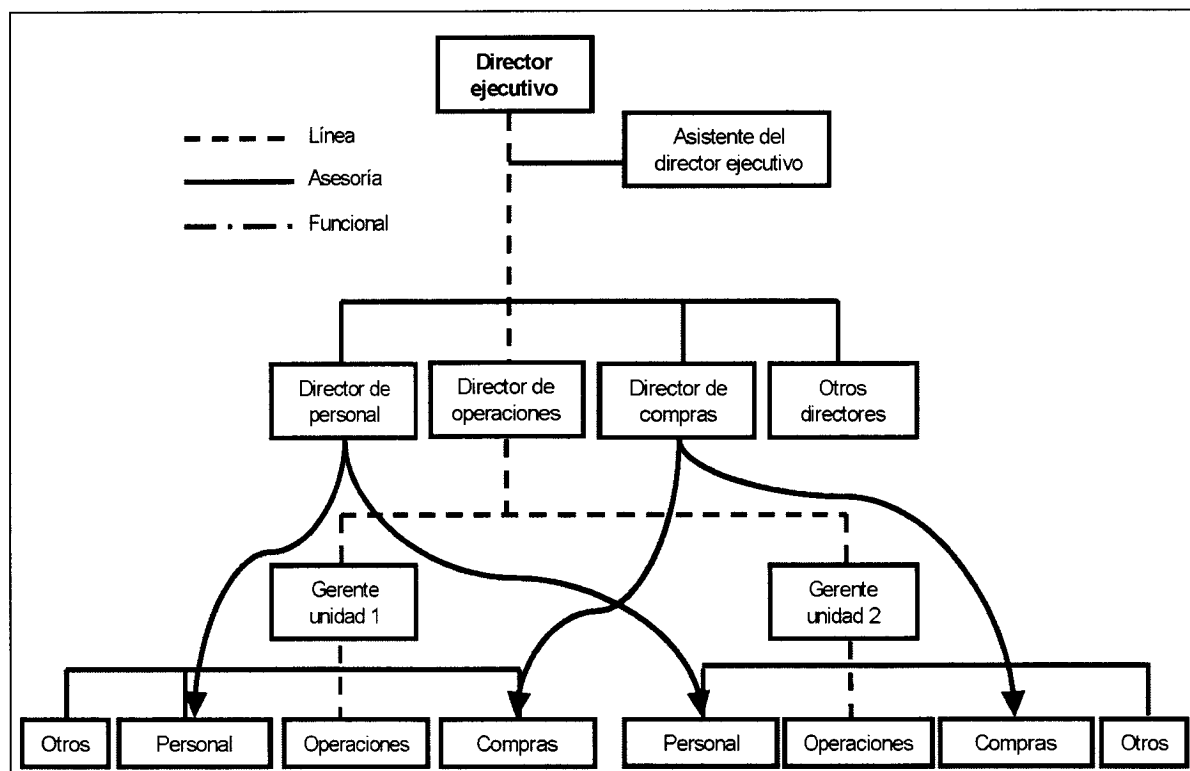 Director
ejecutivo
Asistente del
director ejecutivo
Línea
Asesoría
Funcional
Director de
personal
Director de
operaciones
Director de
compras
Otros
directores
Gerente
unidad 1
Gerente
unidad 2
Otros
Personal
Operaciones
Compras
Personal
Operaciones
Compras
Otros